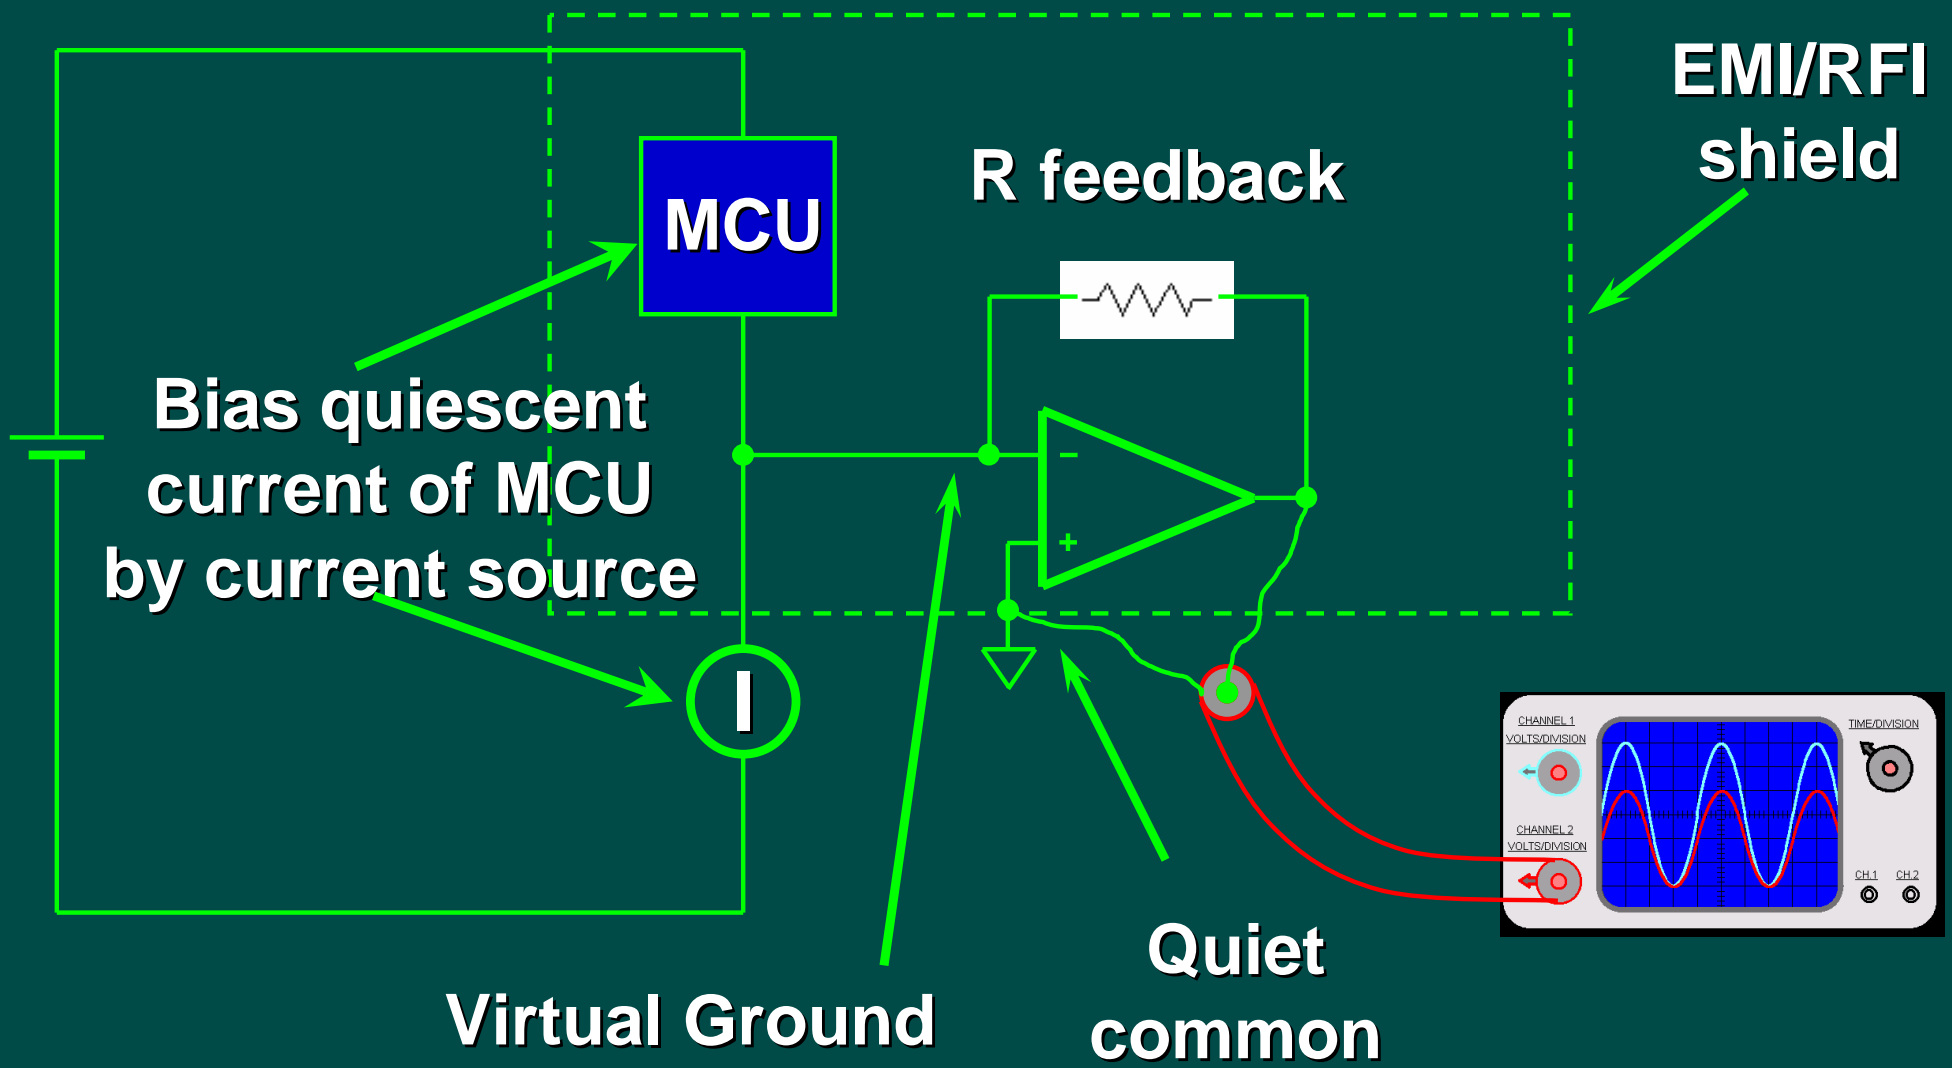 EMI/RFI
shield
R feedback
MCU
Bias quiescent
current of MCU
by current source
−
+
I
CHANNEL 1
VOLTS/DIVISION
TIME/DIVISION
CHANNEL 2
VOLTS/DIVISION
CH.1 CH.2
Virtual Ground
Quiet
common